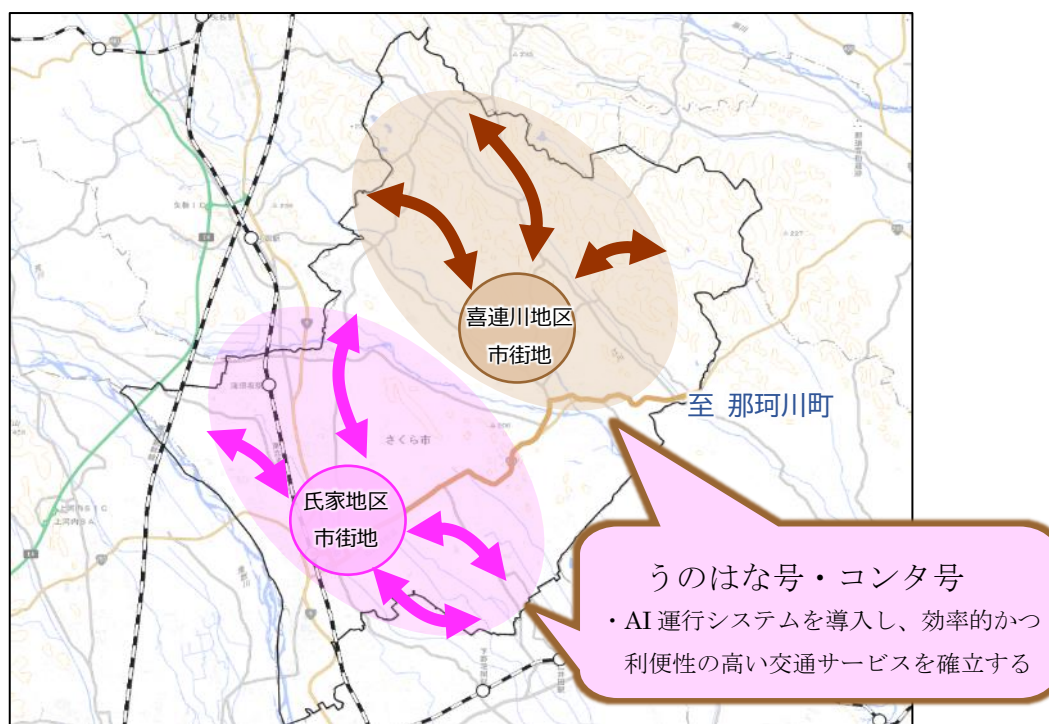 喜連川地区
市街地
至 那珂川町
さくら市
氏家地区
市街地
うのはな号・コンタ号
・AI 運行システムを導入し、効率的かつ
利便性の高い交通サービスを確立する